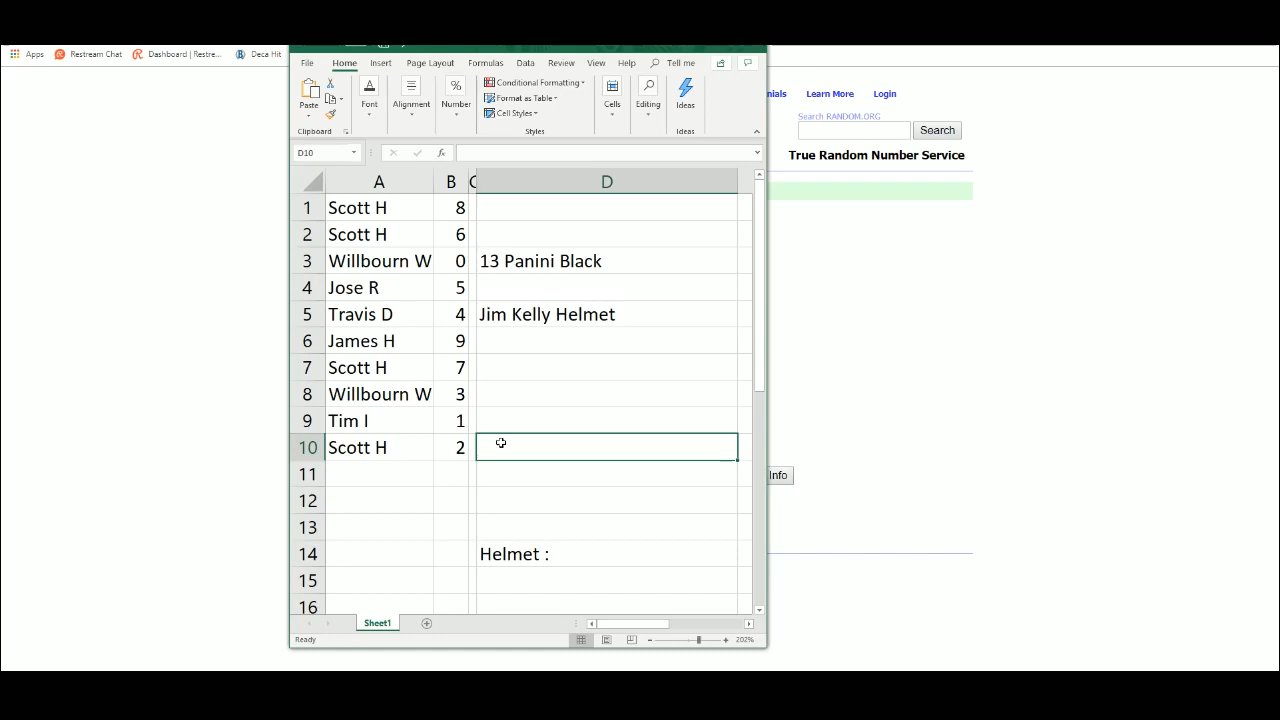 Apps Restream Chat Dashboard | Restre... Deca Hit
File Home Insert Page Layout Formulas Data Review View Help Tell me
Paste Font Alignment Number Conditional Formatting Format as Table Cell Styles Cells Editing Ideas
Clipboard Styles Ideas
Learn More Login
Search RANDOM.ORG
Search
True Random Number Service
D10 fx
A B C D
1 Scott H 8
2 Scott H 6
3 Willbourn W 0 13 Panini Black
4 Jose R 5
5 Travis D 4 Jim Kelly Helmet
6 James H 9
7 Scott H 7
8 Willbourn W 3
9 Tim I 1
10 Scott H 2
11
12
13
14 Helmet :
15
16
Info
Sheet1
Ready 202%